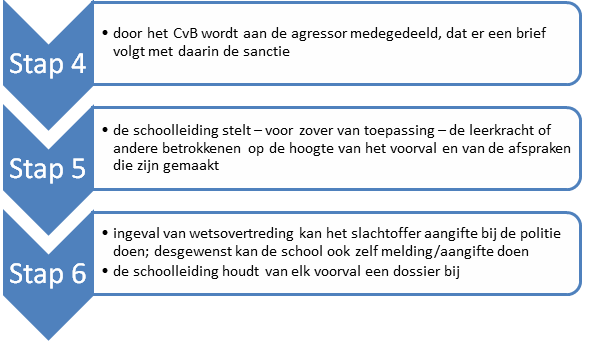 Stap 4
• door het CvB wordt aan de agressor medegedeeld, dat er een brief
volgt met daarin de sanctie
Stap 5
• de schoolleiding stelt – voor zover van toepassing – de leerkracht of
andere betrokkenen op de hoogte van het voorval en van de afspraken
die zijn gemaakt
Stap 6
• ingeval van wetsovertreding kan het slachtoffer aangifte bij de politie
doen; desgewenst kan de school ook zelf melding/aangifte doen
• de schoolleiding houdt van elk voorval een dossier bij